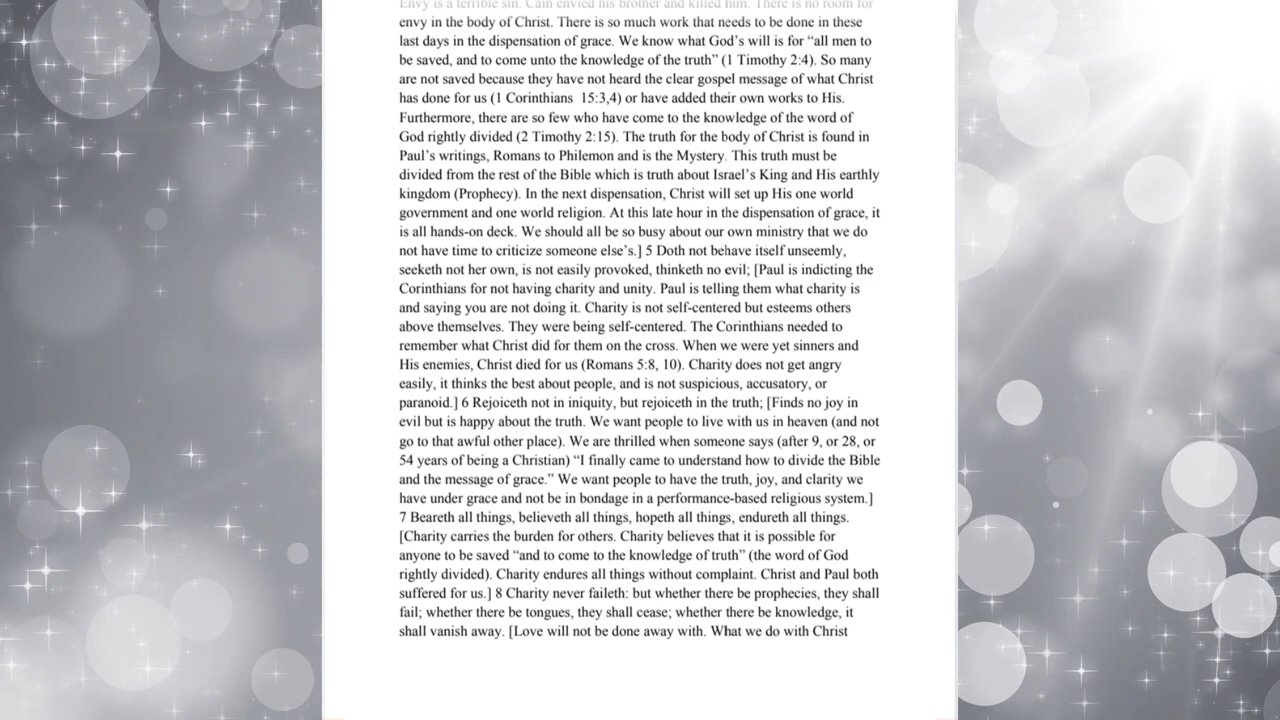 Envy is a terrible sin. Cain envied his brother and killed him. There is no room for
envy in the body of Christ. There is so much work that needs to be done in these
last days in the dispensation of grace. We know what God’s will is for “all men to
be saved, and to come unto the knowledge of the truth” (1 Timothy 2:4). So many
are not saved because they have not heard the clear gospel message of what Christ
has done for us (1 Corinthians  15:3,4) or have added their own works to His.
Furthermore, there are so few who have come to the knowledge of the word of
God rightly divided (2 Timothy 2:15). The truth for the body of Christ is found in
Paul’s writings, Romans to Philemon and is the Mystery. This truth must be
divided from the rest of the Bible which is truth about Israel’s King and His earthly
kingdom (Prophecy). In the next dispensation, Christ will set up His one world
government and one world religion. At this late hour in the dispensation of grace, it
is all hands-on deck. We should all be so busy about our own ministry that we do
not have time to criticize someone else’s.] 5 Doth not behave itself unseemly,
seeketh not her own, is not easily provoked, thinketh no evil; [Paul is indicting the
Corinthians for not having charity and unity. Paul is telling them what charity is
and saying you are not doing it. Charity is not self-centered but esteems others
above themselves. They were being self-centered. The Corinthians needed to
remember what Christ did for them on the cross. When we were yet sinners and
His enemies, Christ died for us (Romans 5:8, 10). Charity does not get angry
easily, it thinks the best about people, and is not suspicious, accusatory, or
paranoid.] 6 Rejoiceth not in iniquity, but rejoiceth in the truth; [Finds no joy in
evil but is happy about the truth. We want people to live with us in heaven (and not
go to that awful other place). We are thrilled when someone says (after 9, or 28, or
54 years of being a Christian) “I finally came to understand how to divide the Bible
and the message of grace.” We want people to have the truth, joy, and clarity we
have under grace and not be in bondage in a performance-based religious system.]
7 Beareth all things, believeth all things, hopeth all things, endureth all things.
[Charity carries the burden for others. Charity believes that it is possible for
anyone to be saved “and to come to the knowledge of truth” (the word of God
rightly divided). Charity endures all things without complaint. Christ and Paul both
suffered for us.] 8 Charity never faileth: but whether there be prophecies, they shall
fail; whether there be tongues, they shall cease; whether there be knowledge, it
shall vanish away. [Love will not be done away with. What we do with Christ